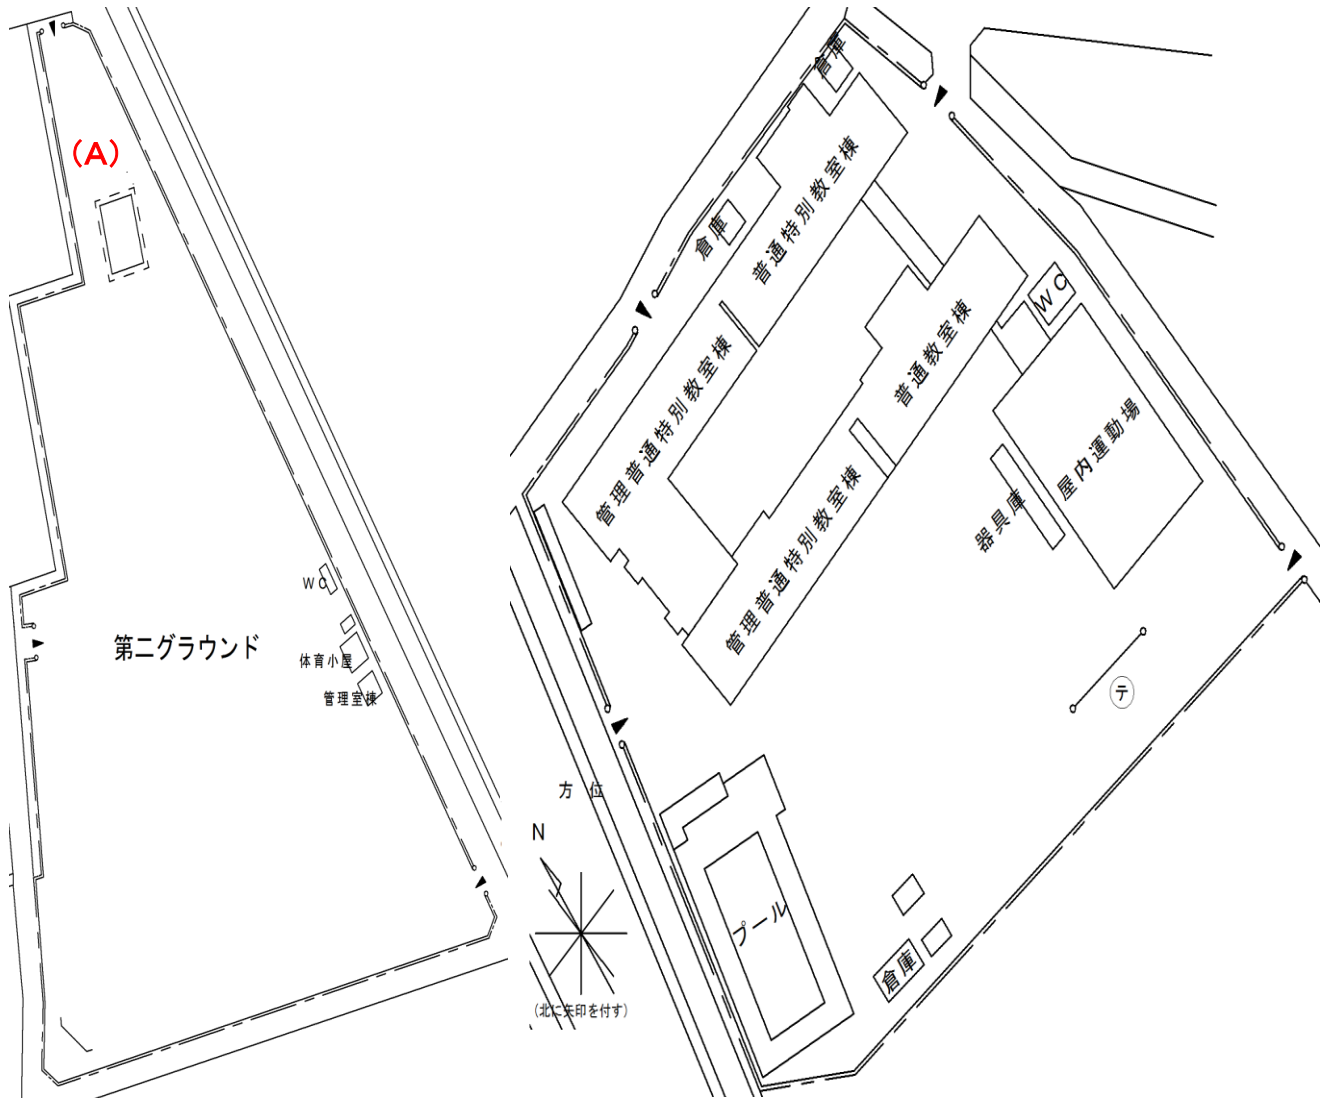 (A)
倉庫
普通特別教室棟
倉庫
WC
普通教室棟
管理普通特別教室棟
屋内運動場
管理普通特別教室棟
器具庫
WC
第二グラウンド
体育小屋
管理室棟
テ
方位
N
プール
倉庫
(北に矢印を付す)